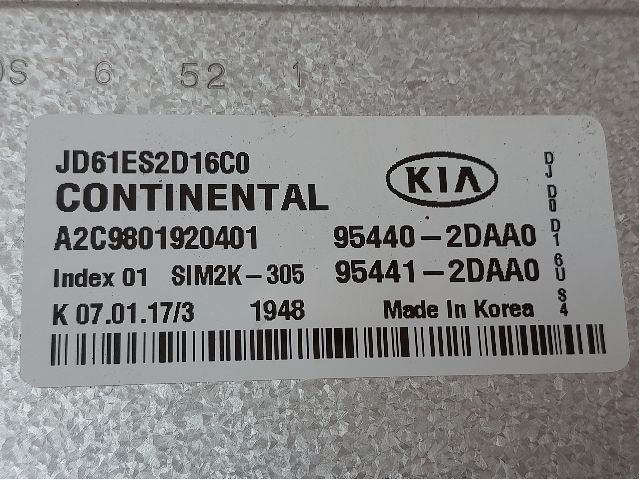 0S 6 52 1
JD61ES2D16C0
CONTINENTAL
KIA
A2C9801920401 95440-2DAA0
Index 01 SIM2K-305 95441-2DAA0
K 07.01.17/3 1948 Made In Korea
DJ D0 D1 6U S4